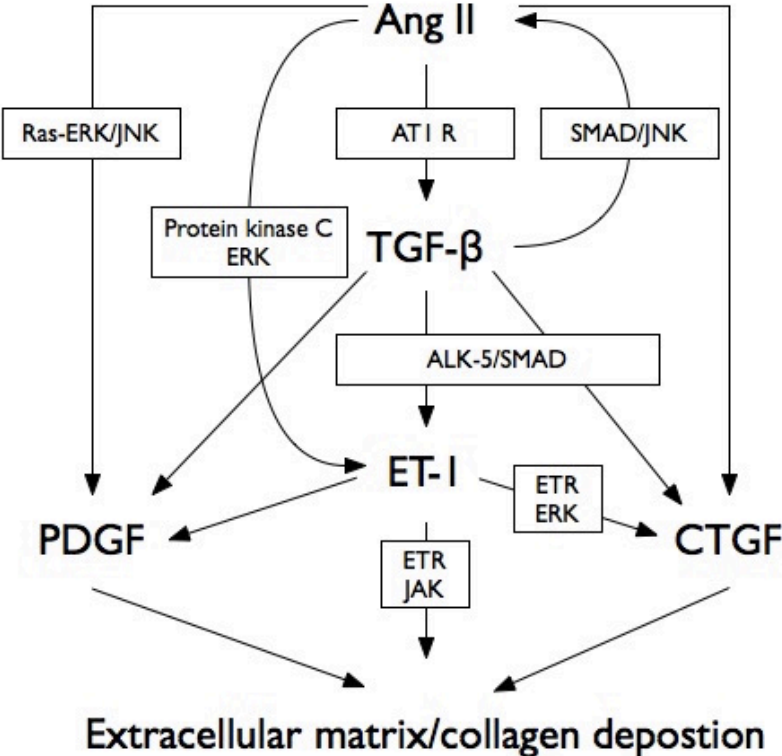 Ang II
Ras-ERK/JNK
AT1 R
SMAD/JNK
Protein kinase C
ERK
TGF-β
ALK-5/SMAD
ET-1
ETR
ERK
PDGF
CTGF
ETR
JAK
Extracellular matrix/collagen depostion